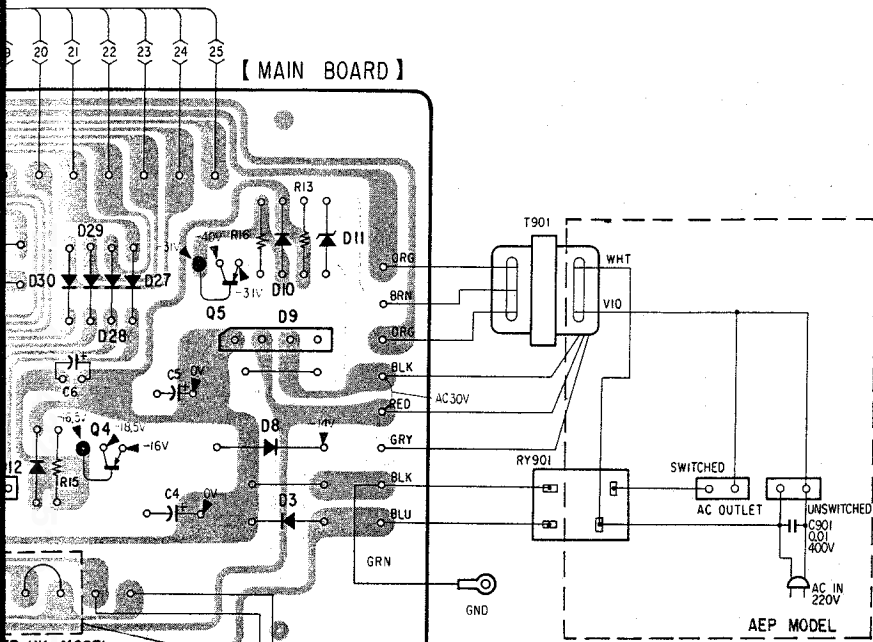 20 21 22 23 24 25
【MAIN BOARD】
R13
T901
D29
-40V
R16
D11
-31V
ORG
WHT
D30
D27
-31V
D10
BRN
VIO
Q5
D9
D28
ORG
C6
C5
0V
BLK
AC30V
RED
-16.5V
Q4
-18.5V
-16V
D8
-14V
GRY
RY901
SWITCHED
R15
C4
0V
D3
BLK
AC OUTLET
UNSWITCHED
BLU
C901
0.01
400V
GRN
GND
AC IN
220V
AEP MODEL